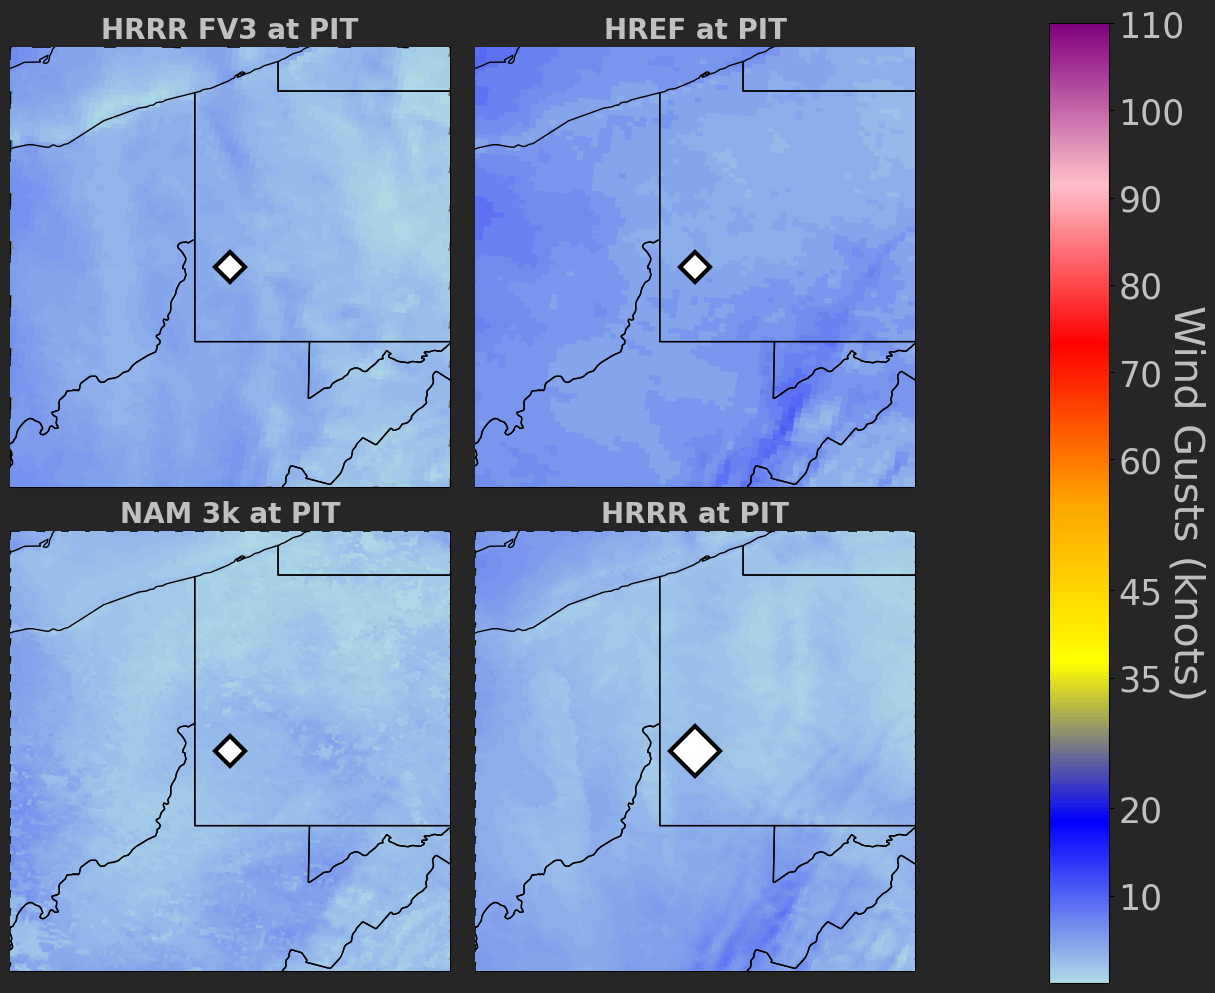 HRRR FV3 at PIT
HREF at PIT
NAM 3k at PIT
HRRR at PIT
110
100
90
80
70
60
45
35
20
10
Wind Gusts (knots)